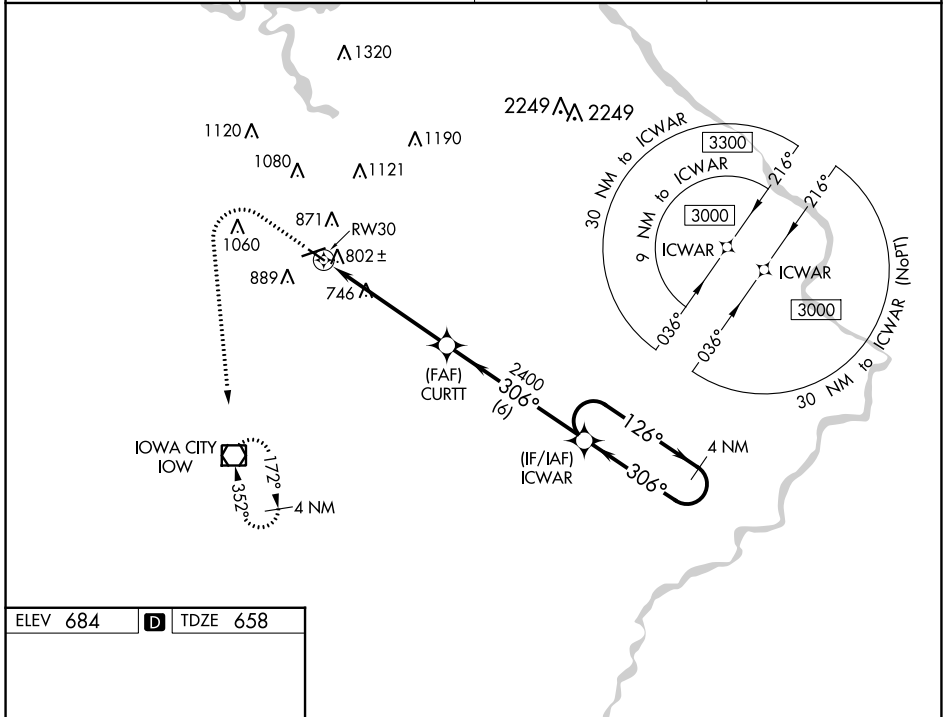 1320
2249 2249
1120
1190
1080
1121
30 NM to ICWAR
3300
216°
9 NM to ICWAR
3000
216°
871
RW30
1060
802 ±
ICWAR
889
746
ICWAR
036°
3000
036°
30 NM to ICWAR (NoPT)
(FAF)
CURTT
2400
306°
(6)
126°
4 NM
(IF/IAF)
ICWAR
306°
IOWA CITY
IOW
172°
352°
4 NM
ELEV 684 D TDZE 658